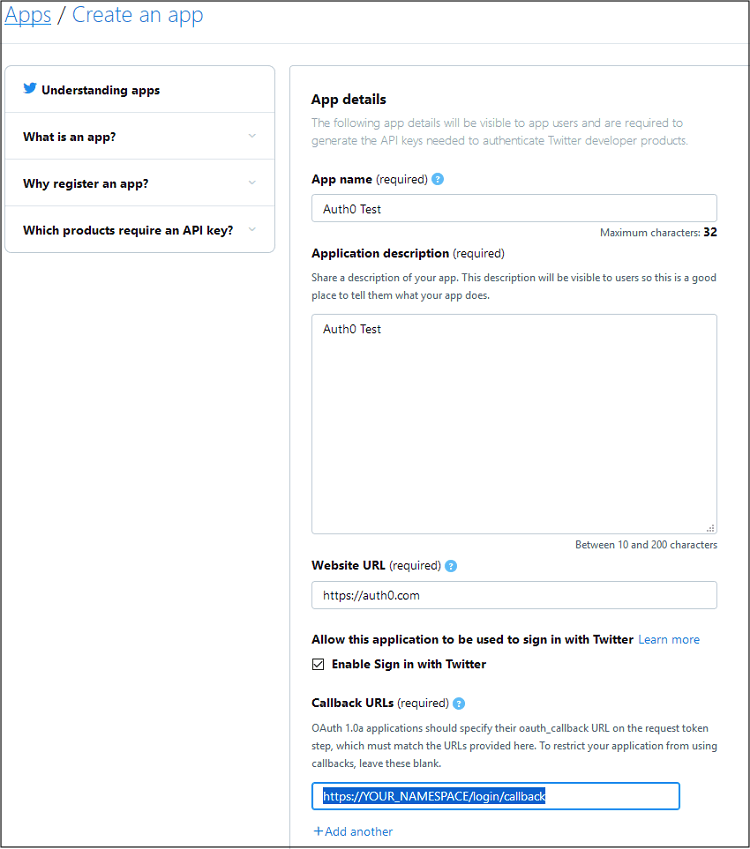 Apps / Create an app
Understanding apps
What is an app?
Why register an app?
Which products require an API key?
App details
The following app details will be visible to app users and are required to
generate the API keys needed to authenticate Twitter developer products.
App name (required) ?
Auth0 Test
Maximum characters: 32
Application description (required)
Share a description of your app. This description will be visible to users so this is a good
place to tell them what your app does.
Auth0 Test
Between 10 and 200 characters
Website URL (required) ?
https://auth0.com
Allow this application to be used to sign in with Twitter Learn more
Enable Sign in with Twitter
Callback URLs (required) ?
OAuth 1.0a applications should specify their oauth_callback URL on the request token
step, which must match the URLs provided here. To restrict your application from using
callbacks, leave these blank.
https://YOUR_NAMESPACE/login/callback
+Add another